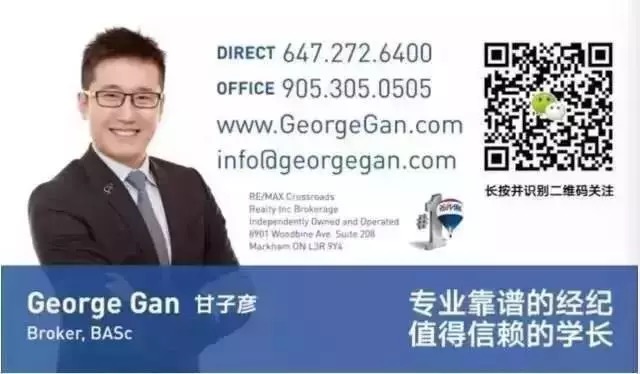 DIRECT 647.272.6400
OFFICE 905.305.0505
www.GeorgeGan.com
info@georgegan.com
长按并识别二维码关注
RE/MAX Crossroads
Realty Inc Brokerage
Independently Owned and Operated
8901 Woodbine Ave. Suite 208
Markham ON L3R 9Y4
#1
RE/MAX
George Gan 甘子彦
Broker, BASc
专业靠谱的经纪
值得信赖的学长